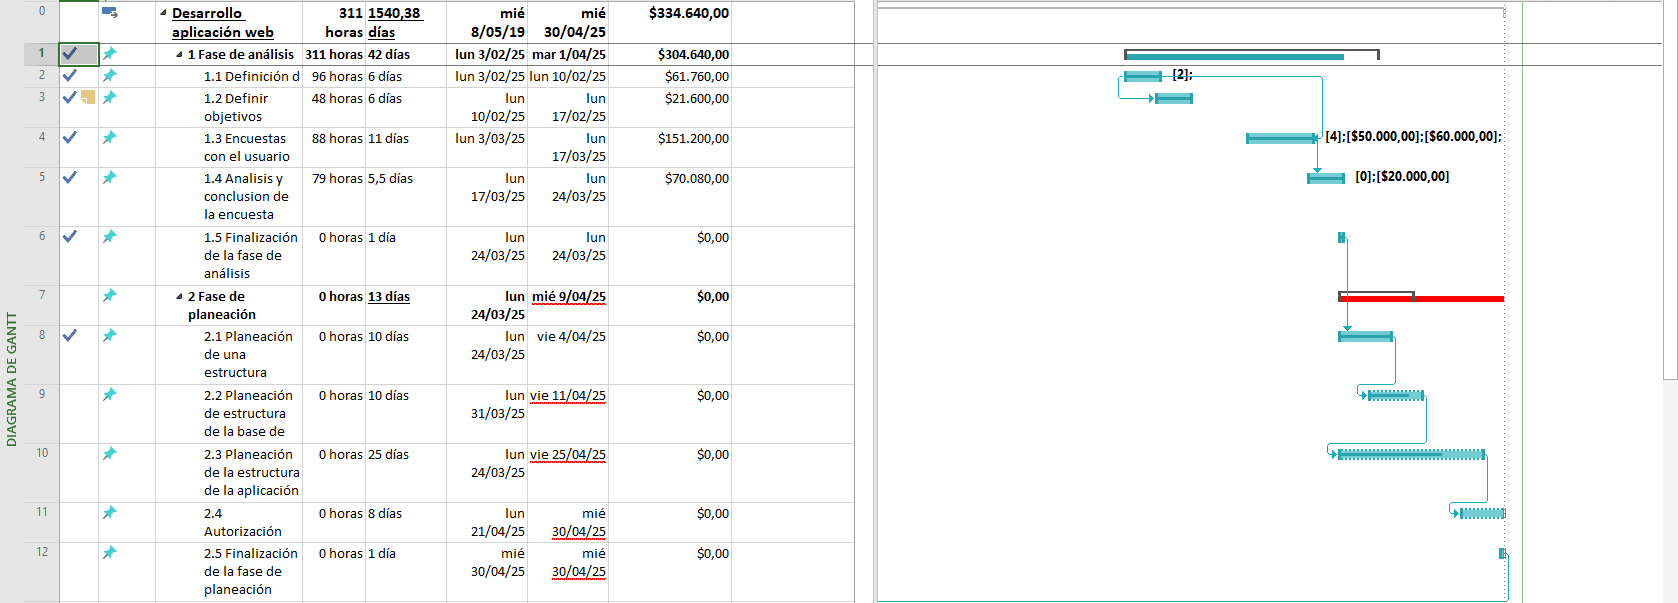 0 Desarrollo aplicación web 311 horas 1540,38 días mié 8/05/19 mié 30/04/25 $334.640,00
1 1 Fase de análisis 311 horas 42 días lun 3/02/25 mar 1/04/25 $304.640,00
2 1.1 Definición d 96 horas 6 días lun 3/02/25 lun 10/02/25 $61.760,00 [2];
3 1.2 Definir objetivos 48 horas 6 días lun 10/02/25 lun 17/02/25 $21.600,00
4 1.3 Encuestas con el usuario 88 horas 11 días lun 3/03/25 lun 17/03/25 $151.200,00 [4];[$50.000,00];[$60.000,00];
5 1.4 Analisis y conclusion de la encuesta 79 horas 5,5 días lun 17/03/25 lun 24/03/25 $70.080,00 [0];[$20.000,00]
6 1.5 Finalización de la fase de análisis 0 horas 1 día lun 24/03/25 lun 24/03/25 $0,00
7 2 Fase de planeación 0 horas 13 días lun 24/03/25 mié 9/04/25 $0,00
8 2.1 Planeación de una estructura 0 horas 10 días lun 24/03/25 vie 4/04/25 $0,00
9 2.2 Planeación de estructura de la base de 0 horas 10 días lun 31/03/25 vie 11/04/25 $0,00
10 2.3 Planeación de la estructura de la aplicación 0 horas 25 días lun 24/03/25 vie 25/04/25 $0,00
11 2.4 Autorización 0 horas 8 días lun 21/04/25 mié 30/04/25 $0,00
12 2.5 Finalización de la fase de planeación 0 horas 1 día mié 30/04/25 mié 30/04/25 $0,00
DIAGRAMA DE GANTT